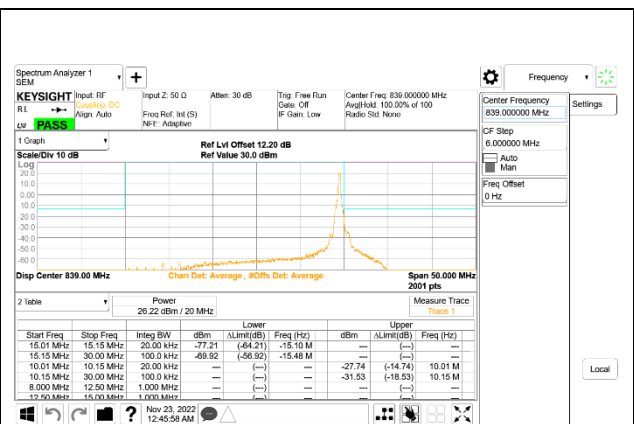 Spectrum Analyzer 1
SEM
Frequency
KEYSIGHT Input: RF Input Z: 50 Ω Atten: 30 dB Trig: Free Run Center Freq: 839.000000 MHz
RL Coupling: DC Gate: Off Avg|Hold: 100.00% of 100
Align: Auto Freq Ref: Int (S) IF Gain: Low Radio Std: None
PASS NFE: Adaptive
Center Frequency
839.000000 MHz
Settings
CF Step
6.000000 MHz
Auto
Man
Freq Offset
0 Hz
1 Graph
Ref Lvl Offset 12.20 dB
Scale/Div 10 dB Ref Value 30.0 dBm
Log
20.0
10.0
0.00
-10.0
-20.0
-30.0
-40.0
-50.0
-60.0
Disp Center 839.00 MHz Chan Det: Average , #Offs Det: Average Span 50.000 MHz
2001 pts
2 Table
Power
26.22 dBm / 20 MHz
Measure Trace
Trace 1
Lower Upper
Start Freq Stop Freq Integ BW dBm ΔLimit(dB) Freq (Hz) dBm ΔLimit(dB) Freq (Hz)
15.01 MHz 15.15 MHz 20.00 kHz -77.21 (-64.21) -15.10 M --- (---) ---
15.15 MHz 30.00 MHz 100.0 kHz -69.92 (-56.92) -15.48 M --- (---) ---
10.01 MHz 10.15 MHz 20.00 kHz --- (---) --- -27.74 (-14.74) 10.01 M
10.15 MHz 30.00 MHz 100.0 kHz --- (---) --- -31.53 (-18.53) 10.15 M
8.000 MHz 12.50 MHz 1.000 MHz --- (---) --- --- (---) ---
12.50 MHz 15.00 MHz 1.000 MHz --- (---) --- --- (---) ---
Local
Nov 23, 2022
12:45:58 AM